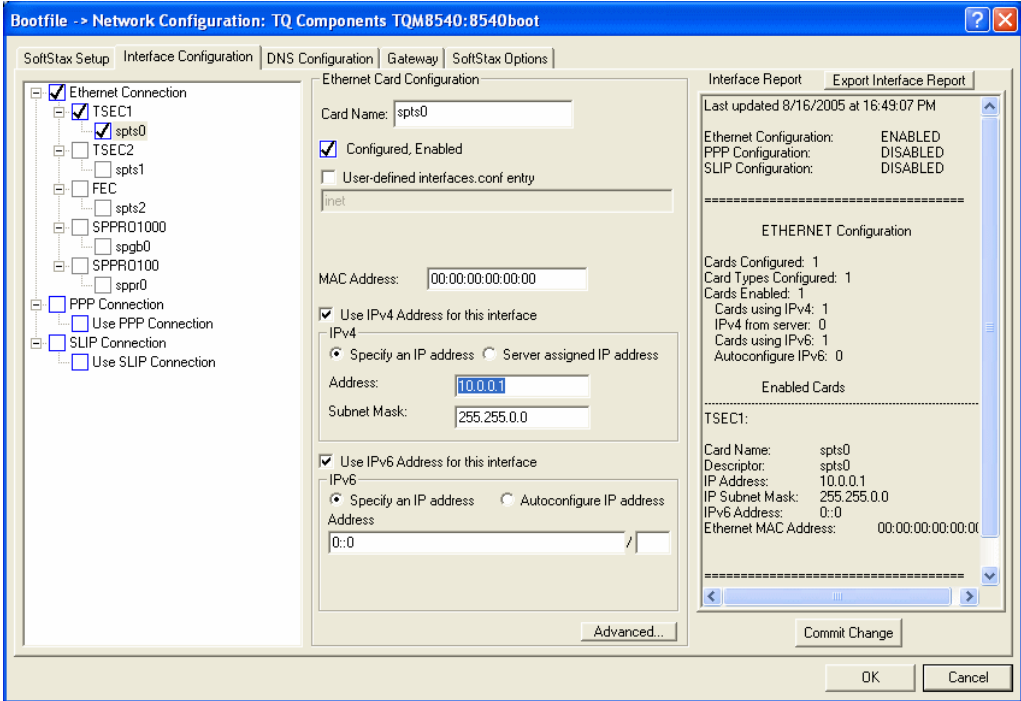 Bootfile -> Network Configuration: TQ Components TQM8540:8540boot
SoftStax Setup
Interface Configuration
DNS Configuration
Gateway
SoftStax Options
Ethernet Connection
TSEC1
spts0
TSEC2
spts1
FEC
spts2
SPPRO1000
spgb0
SPPRO100
sppr0
PPP Connection
Use PPP Connection
SLIP Connection
Use SLIP Connection
Ethernet Card Configuration
Card Name: spts0
Configured, Enabled
User-defined interfaces.conf entry
inet
MAC Address: 00:00:00:00:00:00
Use IPv4 Address for this interface
IPv4
Specify an IP address
Server assigned IP address
Address: 10.0.0.1
Subnet Mask: 255.255.0.0
Use IPv6 Address for this interface
IPv6
Specify an IP address
Autoconfigure IP address
Address
0::0 /
Advanced...
Interface Report
Export Interface Report
Last updated 8/16/2005 at 16:49:07 PM
Ethernet Configuration: ENABLED
PPP Configuration: DISABLED
SLIP Configuration: DISABLED
====================================
ETHERNET Configuration
Cards Configured: 1
Card Types Configured: 1
Cards Enabled: 1
Cards using IPv4: 1
IPv4 from server: 0
Cards using IPv6: 1
Autoconfigure IPv6: 0
Enabled Cards
------------------------------------------------------------
TSEC1:
Card Name: spts0
Descriptor: spts0
IP Address: 10.0.0.1
IP Subnet Mask: 255.255.0.0
IPv6 Address: 0::0
Ethernet MAC Address: 00:00:00:00:00:0(
====================================
Commit Change
OK
Cancel